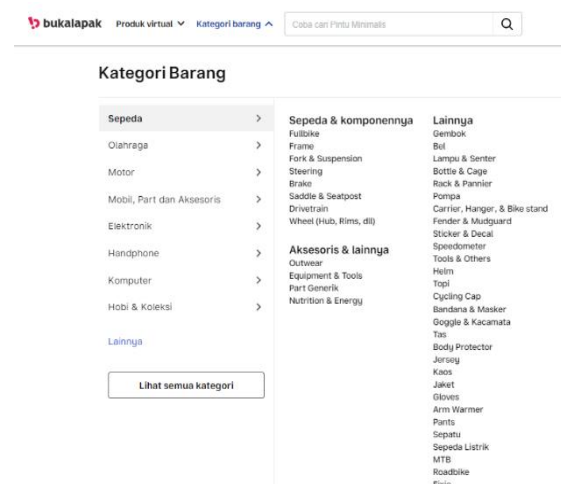 bukalapak Produk virtual Kategori barang Coba cari Pintu Minimalis
Kategori Barang
Sepeda
Olahraga
Motor
Mobil, Part dan Aksesoris
Elektronik
Handphone
Komputer
Hobi & Koleksi
Lainnya
Lihat semua kategori
Sepeda & komponennya
Fullbike
Frame
Fork & Suspension
Steering
Brake
Saddle & Seatpost
Drivetrain
Wheel (Hub, Rims, dll)
Aksesoris & lainnya
Outwear
Equipment & Tools
Part Generik
Nutrition & Energy
Lainnya
Gembok
Bel
Lampu & Senter
Bottle & Cage
Rack & Pannier
Pompa
Carrier, Hanger, & Bike stand
Fender & Mudguard
Sticker & Decal
Speedometer
Tools & Others
Helm
Topi
Cycling Cap
Bandana & Masker
Goggle & Kacamata
Tas
Body Protector
Jersey
Kaos
Jaket
Gloves
Arm Warmer
Pants
Sepatu
Sepeda Listrik
MTB
Roadbike